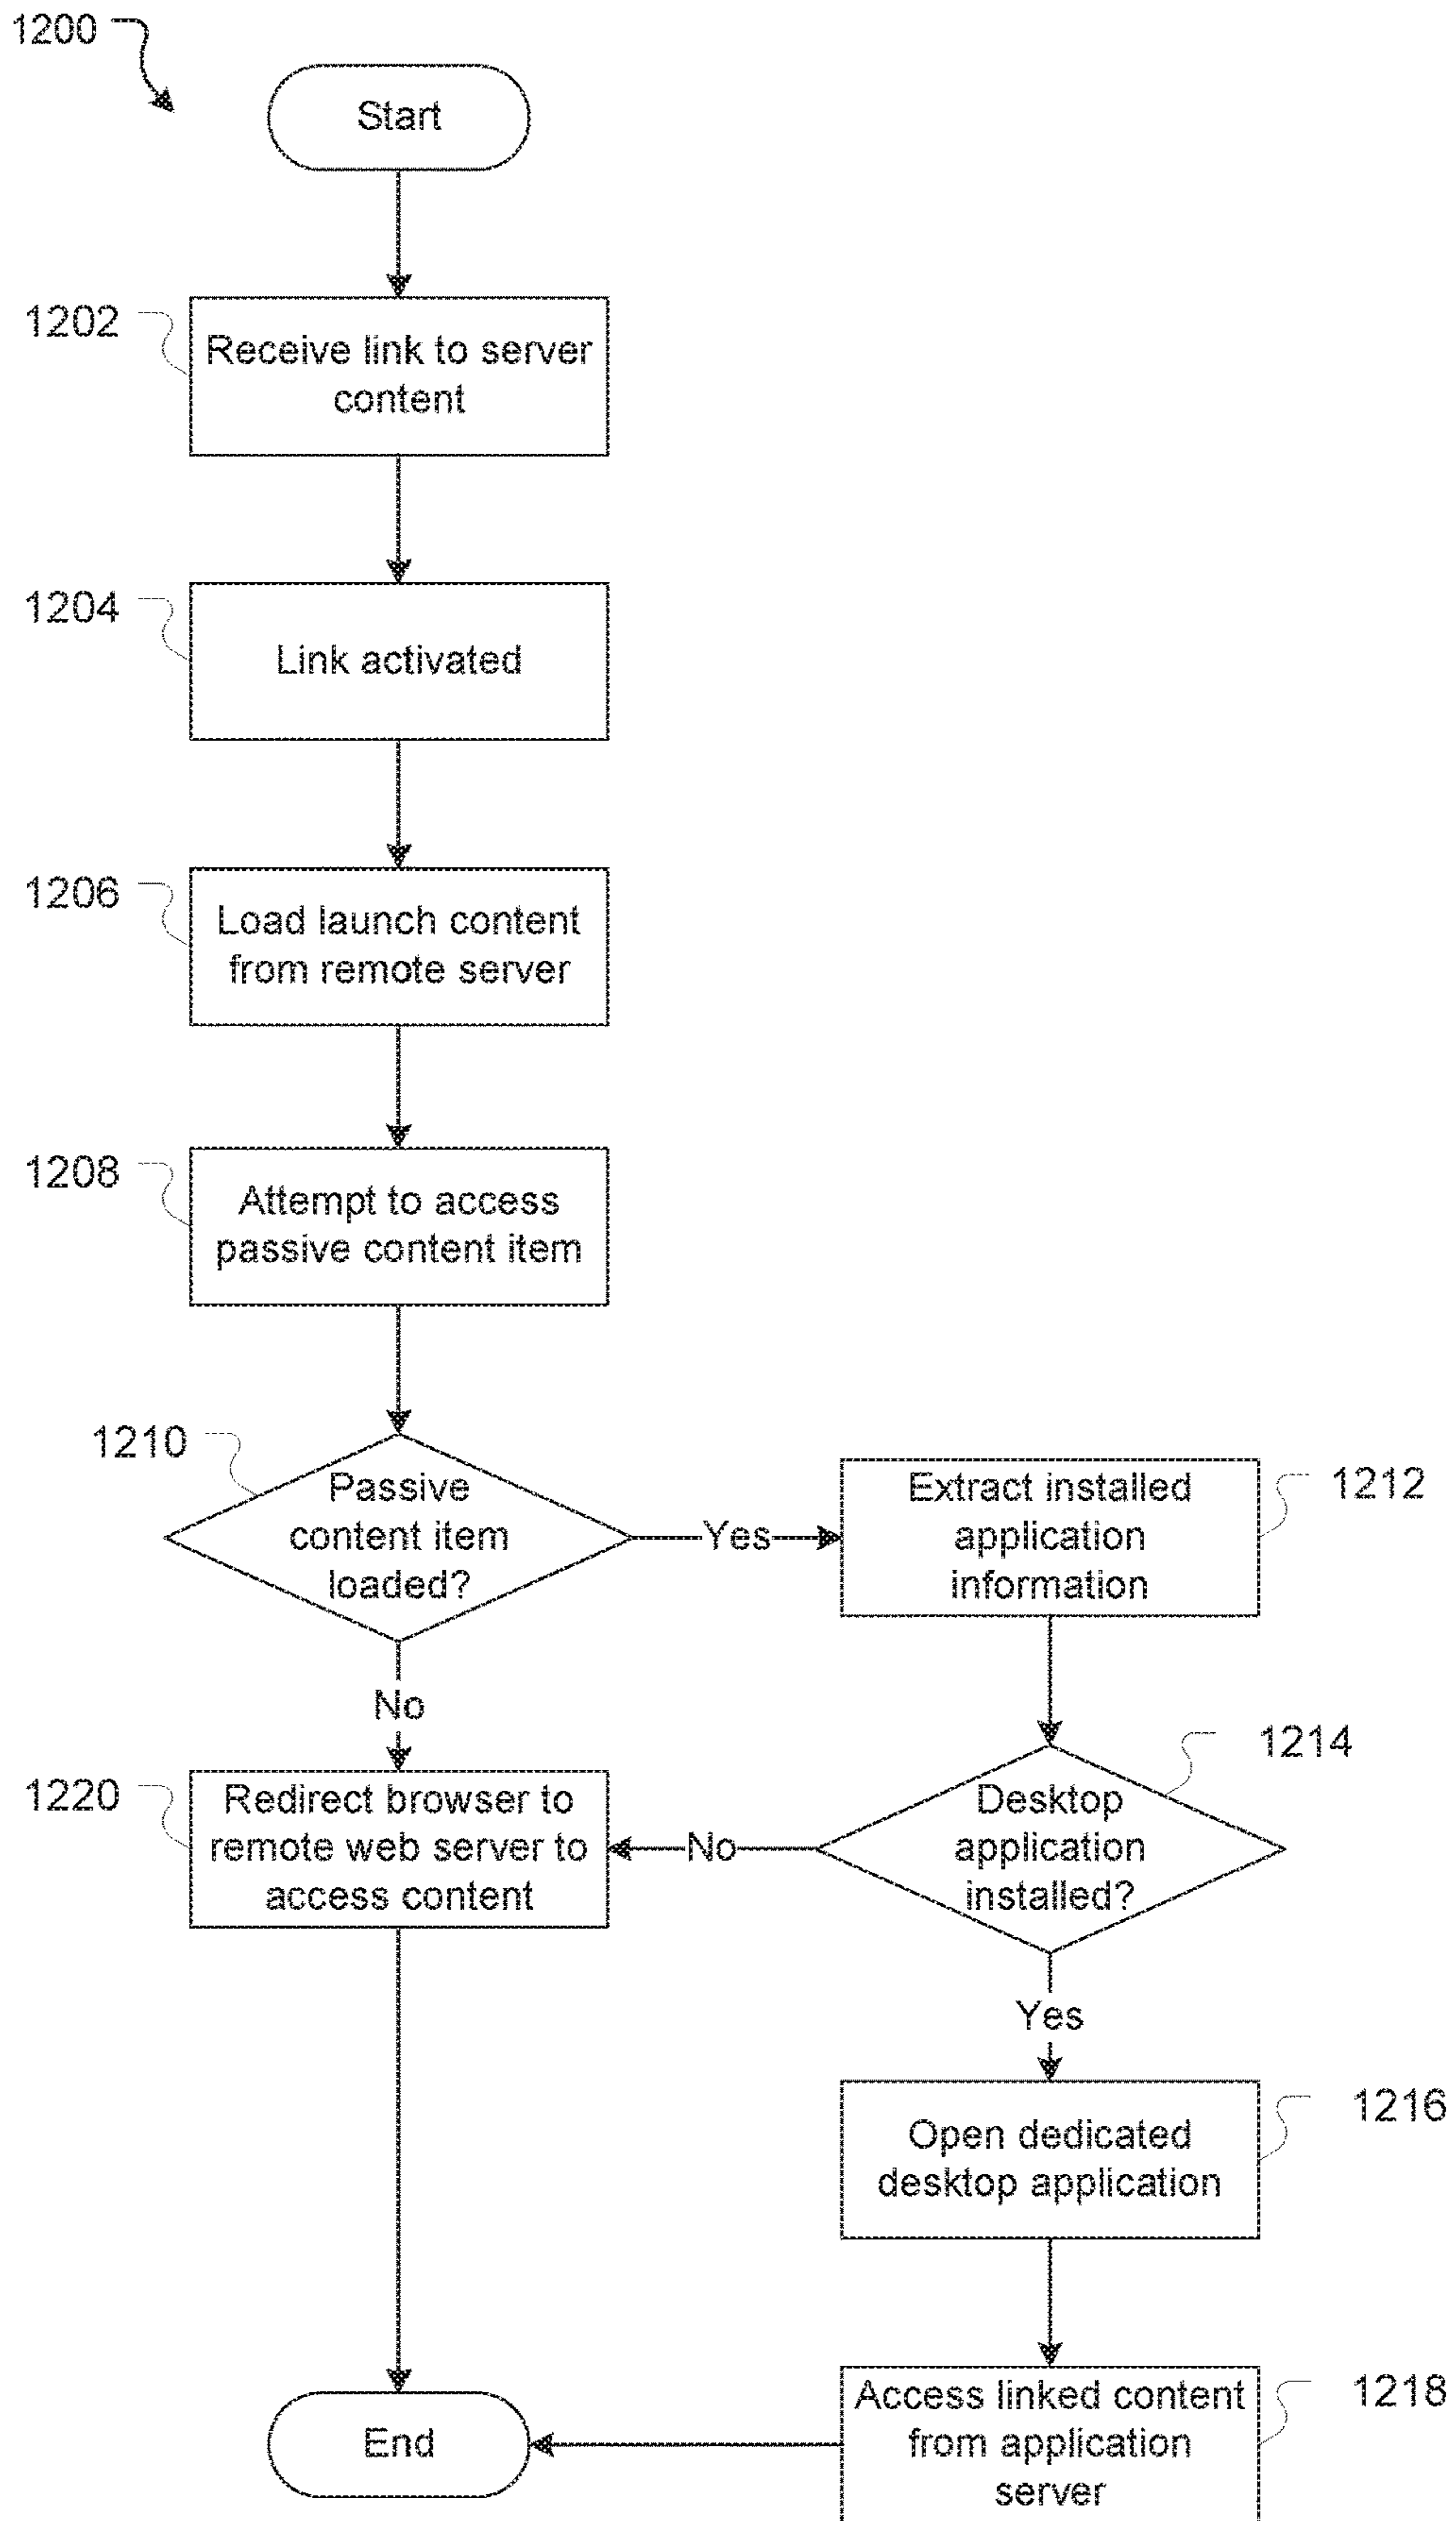 1200
Start
1202
Receive link to server
content
1204
Link activated
1206
Load launch content
from remote server
1208
Attempt to access
passive content item
1210
Passive
content item
loaded?
Yes
Extract installed
application
information
1212
No
1214
Desktop
application
installed?
No
1220
Redirect browser to
remote web server to
access content
Yes
1216
Open dedicated
desktop application
1218
Access linked content
from application
server
End